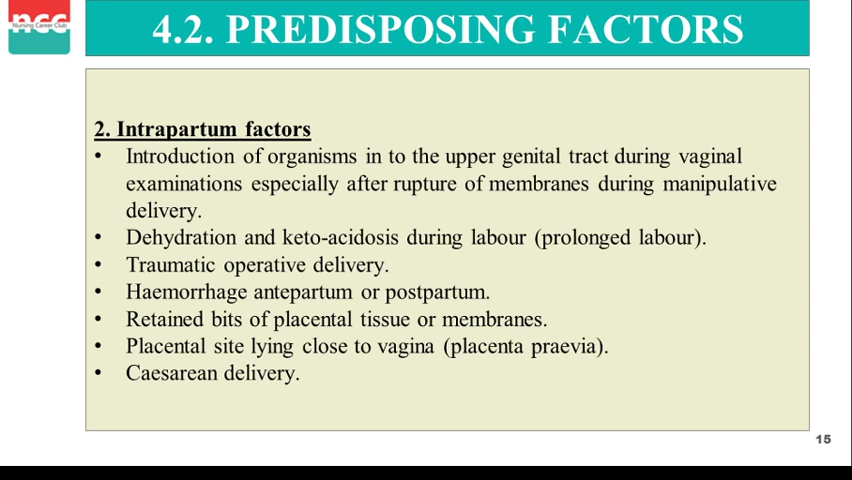 ncc
Nursing Career Club
4.2. PREDISPOSING FACTORS
2. Intrapartum factors
• Introduction of organisms in to the upper genital tract during vaginal
examinations especially after rupture of membranes during manipulative
delivery.
• Dehydration and keto-acidosis during labour (prolonged labour).
• Traumatic operative delivery.
• Haemorrhage antepartum or postpartum.
• Retained bits of placental tissue or membranes.
• Placental site lying close to vagina (placenta praevia).
• Caesarean delivery.
15